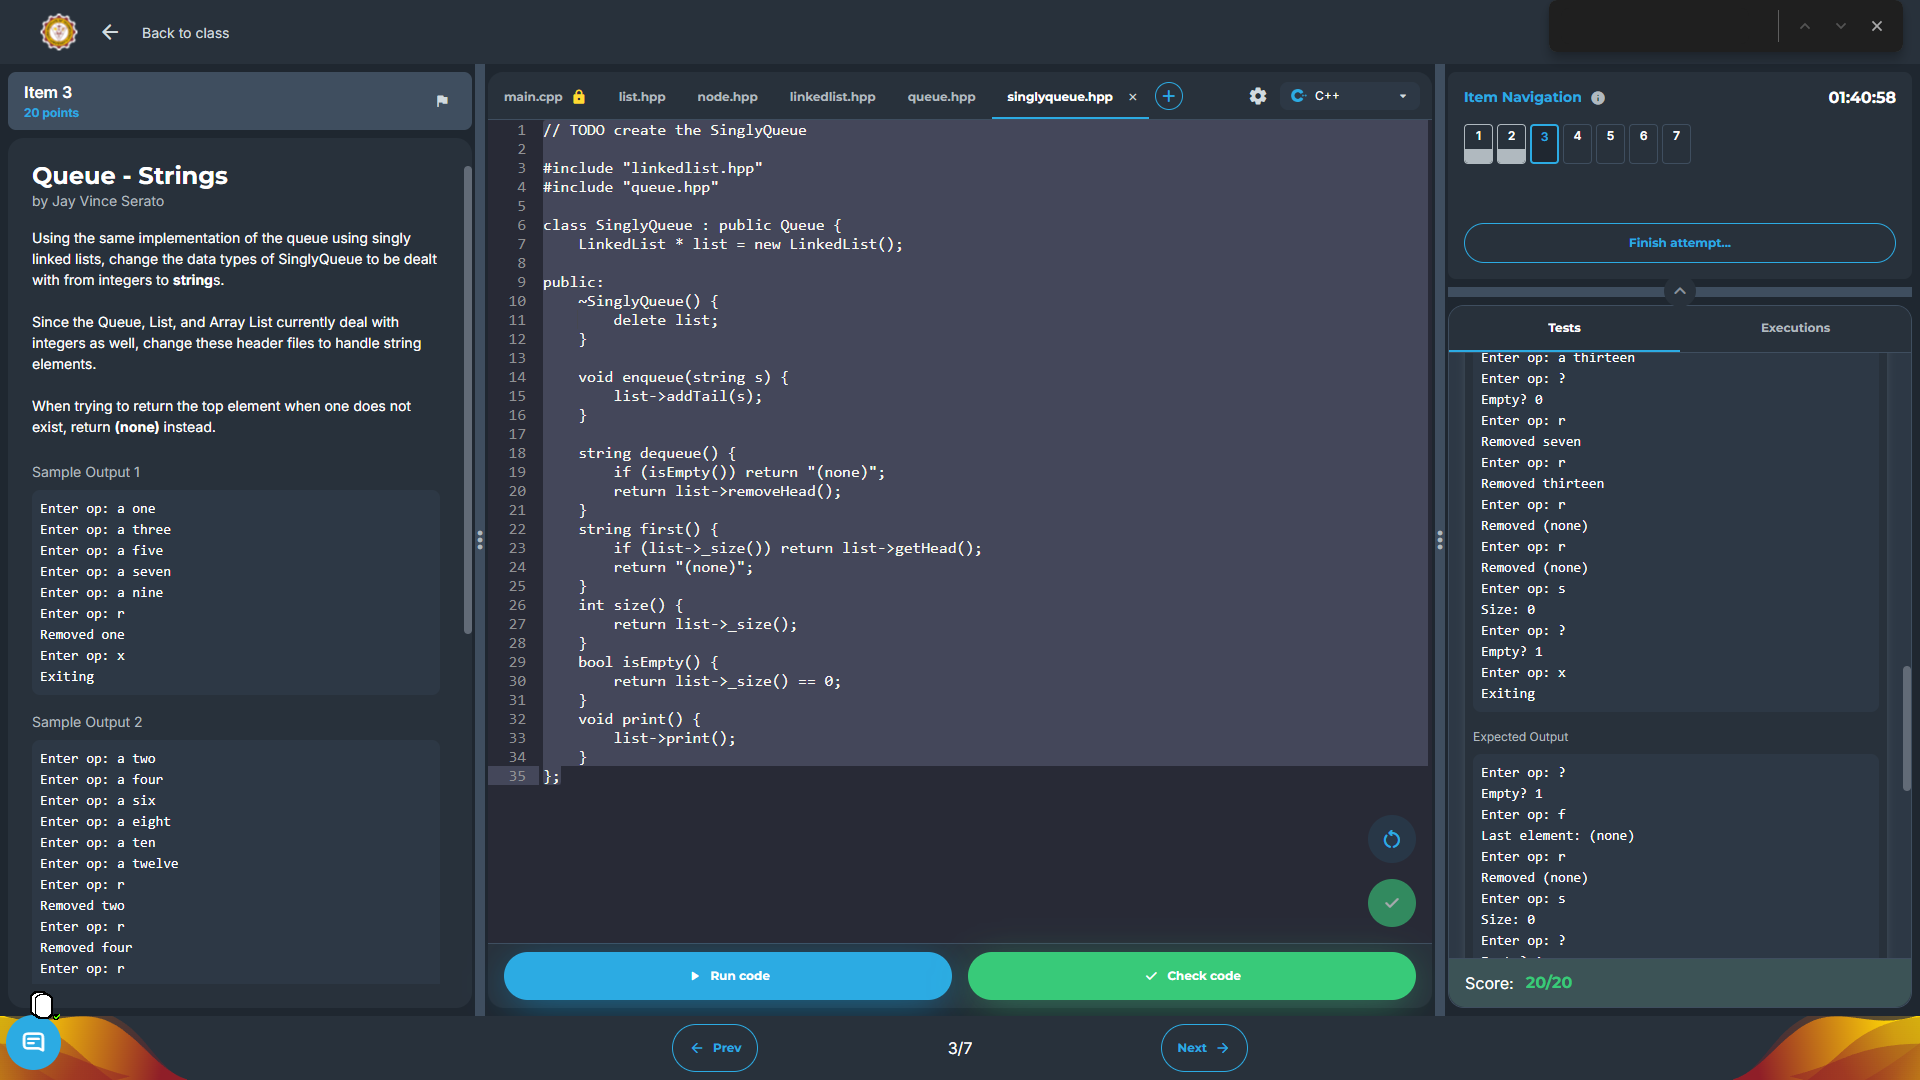 Back to class
Item 3
20 points
Queue - Strings
by Jay Vince Serato
Using the same implementation of the queue using singly
linked lists, change the data types of SinglyQueue to be dealt
with from integers to strings.
Since the Queue, List, and Array List currently deal with
integers as well, change these header files to handle string
elements.
When trying to return the top element when one does not
exist, return (none) instead.
Sample Output 1
Enter op: a one
Enter op: a three
Enter op: a five
Enter op: a seven
Enter op: a nine
Enter op: r
Removed one
Enter op: x
Exiting
Sample Output 2
Enter op: a two
Enter op: a four
Enter op: a six
Enter op: a eight
Enter op: a ten
Enter op: a twelve
Enter op: r
Removed two
Enter op: r
Removed four
Enter op: r
main.cpp list.hpp node.hpp linkedlist.hpp queue.hpp singlyqueue.hpp
C++
1 // TODO create the SinglyQueue
2
3 #include "linkedlist.hpp"
4 #include "queue.hpp"
5
6 class SinglyQueue : public Queue {
7 LinkedList * list = new LinkedList();
8
9 public:
10 ~SinglyQueue() {
11 delete list;
12 }
13
14 void enqueue(string s) {
15 list->addTail(s);
16 }
17
18 string dequeue() {
19 if (isEmpty()) return "(none)";
20 return list->removeHead();
21 }
22 string first() {
23 if (list->_size()) return list->getHead();
24 return "(none)";
25 }
26 int size() {
27 return list->_size();
28 }
29 bool isEmpty() {
30 return list->_size() == 0;
31 }
32 void print() {
33 list->print();
34 }
35 };
Run code
Check code
Prev
3/7
Next
Item Navigation
01:40:58
1 2 3 4 5 6 7
Finish attempt...
Tests
Executions
Enter op: a thirteen
Enter op: ?
Empty? 0
Enter op: r
Removed seven
Enter op: r
Removed thirteen
Enter op: r
Removed (none)
Enter op: r
Removed (none)
Enter op: s
Size: 0
Enter op: ?
Empty? 1
Enter op: x
Exiting
Expected Output
Enter op: ?
Empty? 1
Enter op: f
Last element: (none)
Enter op: r
Removed (none)
Enter op: s
Size: 0
Enter op: ?
Score: 20/20